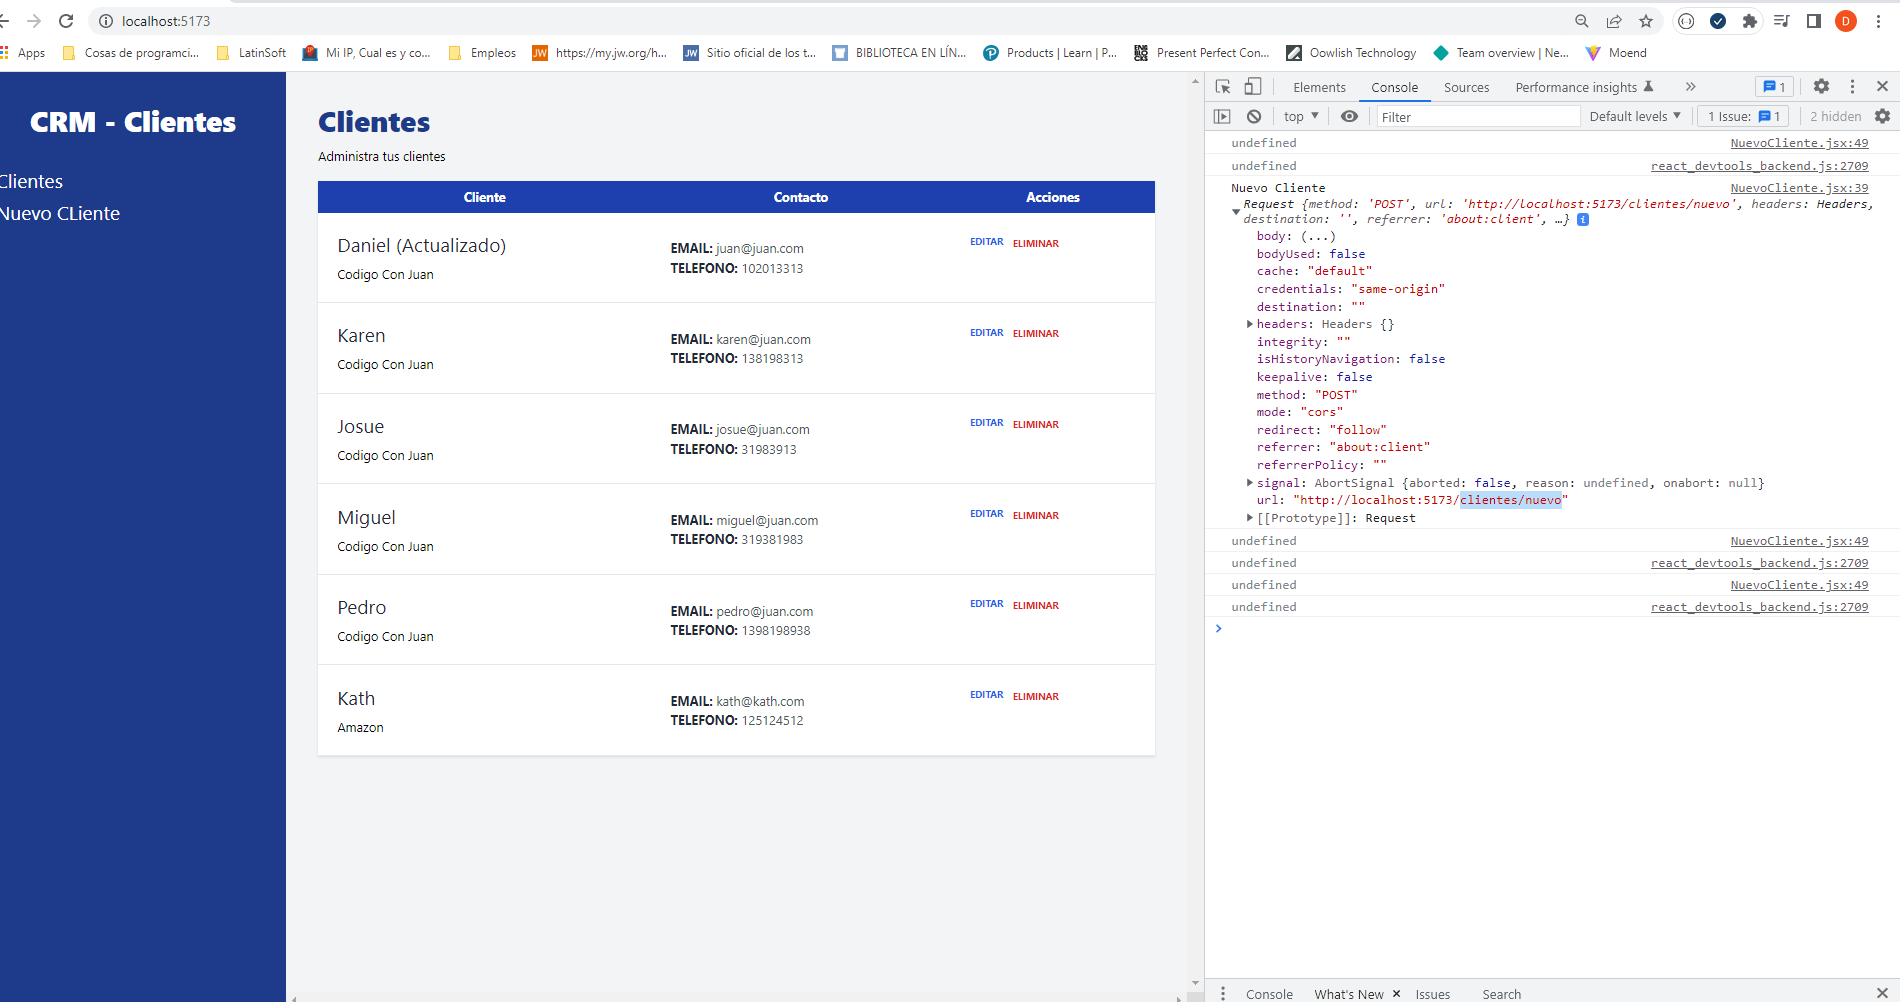 localhost:5173
D
Apps
Cosas de programci...
LatinSoft
Mi IP, Cual es y co...
Empleos
JW
https://my.jw.org/h...
JW
Sitio oficial de los t...
BIBLIOTECA EN LÍN...
Products | Learn | P...
Present Perfect Con...
Oowlish Technology
Team overview | Ne...
Moend
CRM - Clientes
Clientes
Nuevo CLiente
Clientes
Administra tus clientes
Cliente Contacto Acciones
Daniel (Actualizado)
Codigo Con Juan
EMAIL: juan@juan.com
TELEFONO: 102013313
EDITAR ELIMINAR
Karen
Codigo Con Juan
EMAIL: karen@juan.com
TELEFONO: 138198313
EDITAR ELIMINAR
Josue
Codigo Con Juan
EMAIL: josue@juan.com
TELEFONO: 31983913
EDITAR ELIMINAR
Miguel
Codigo Con Juan
EMAIL: miguel@juan.com
TELEFONO: 319381983
EDITAR ELIMINAR
Pedro
Codigo Con Juan
EMAIL: pedro@juan.com
TELEFONO: 1398198938
EDITAR ELIMINAR
Kath
Amazon
EMAIL: kath@kath.com
TELEFONO: 125124512
EDITAR ELIMINAR
Elements Console Sources Performance insights 1
top Filter Default levels 1 Issue: 1 2 hidden
undefined NuevoCliente.jsx:49
undefined react_devtools_backend.js:2709
Nuevo Cliente NuevoCliente.jsx:39
Request {method: 'POST', url: 'http://localhost:5173/clientes/nuevo', headers: Headers,
destination: '', referrer: 'about:client', …} i
body: (...)
bodyUsed: false
cache: "default"
credentials: "same-origin"
destination: ""
headers: Headers {}
integrity: ""
isHistoryNavigation: false
keepalive: false
method: "POST"
mode: "cors"
redirect: "follow"
referrer: "about:client"
referrerPolicy: ""
signal: AbortSignal {aborted: false, reason: undefined, onabort: null}
url: "http://localhost:5173/clientes/nuevo"
[[Prototype]]: Request
undefined NuevoCliente.jsx:49
undefined react_devtools_backend.js:2709
undefined NuevoCliente.jsx:49
undefined react_devtools_backend.js:2709
Console What's New Issues Search